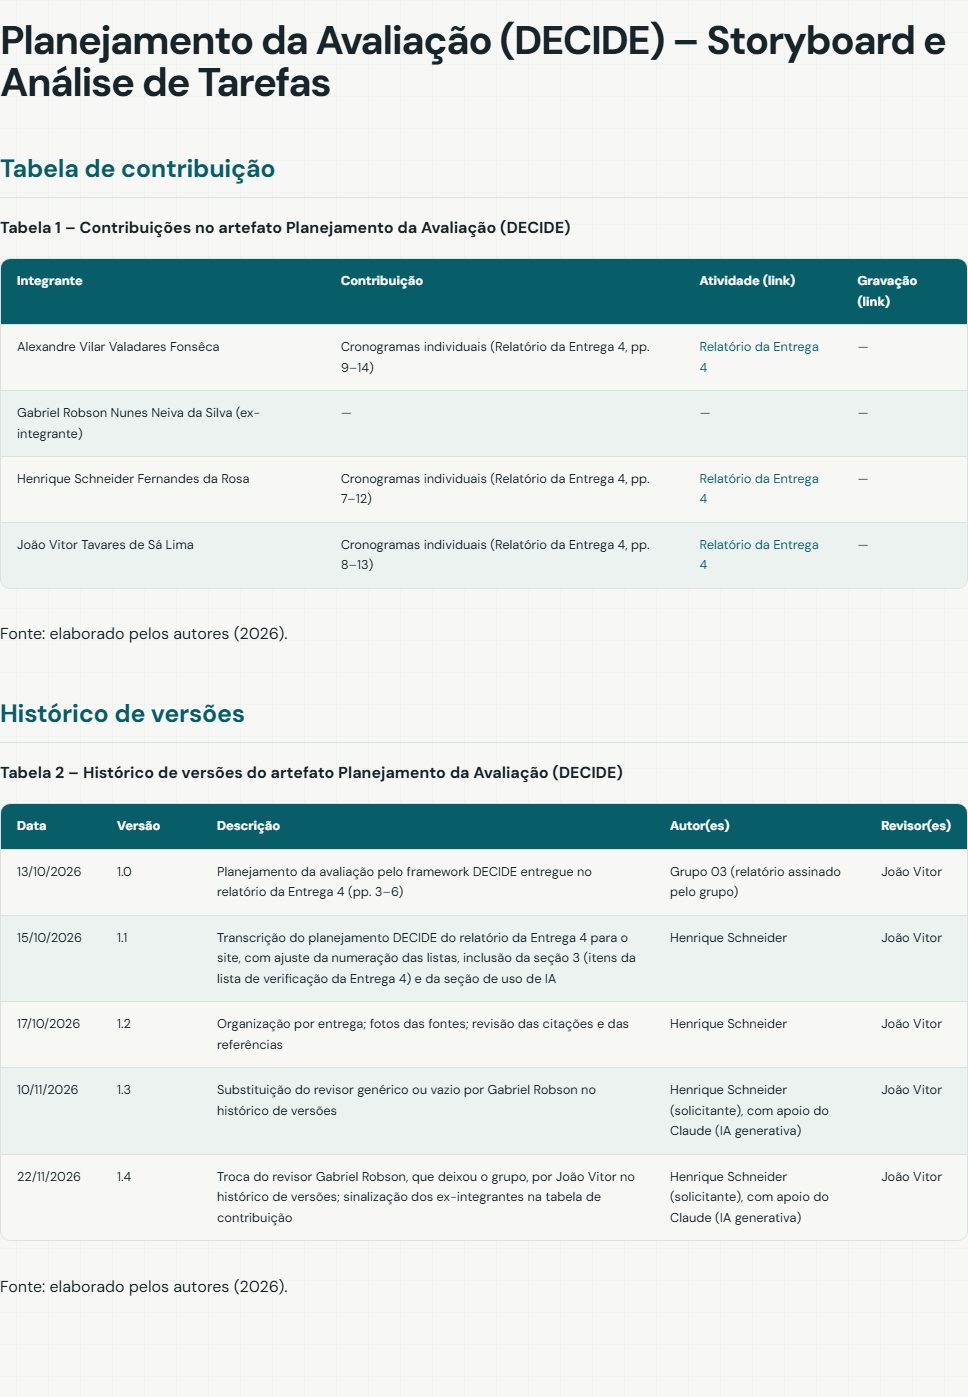 Planejamento da Avaliação (DECIDE) – Storyboard e
Análise de Tarefas
Tabela de contribuição
Tabela 1 – Contribuições no artefato Planejamento da Avaliação (DECIDE)
Integrante Contribuição Atividade (link) Gravação
(link)
Alexandre Vilar Valadares Fonsêca Cronogramas individuais (Relatório da Entrega 4, pp. Relatório da Entrega —
9–14) 4
Gabriel Robson Nunes Neiva da Silva (ex- — — —
integrante)
Henrique Schneider Fernandes da Rosa Cronogramas individuais (Relatório da Entrega 4, pp. Relatório da Entrega —
7–12) 4
João Vitor Tavares de Sá Lima Cronogramas individuais (Relatório da Entrega 4, pp. Relatório da Entrega —
8–13) 4
Fonte: elaborado pelos autores (2026).
Histórico de versões
Tabela 2 – Histórico de versões do artefato Planejamento da Avaliação (DECIDE)
Data Versão Descrição Autor(es) Revisor(es)
13/10/2026 1.0 Planejamento da avaliação pelo framework DECIDE entregue no Grupo 03 (relatório assinado João Vitor
relatório da Entrega 4 (pp. 3–6) pelo grupo)
15/10/2026 1.1 Transcrição do planejamento DECIDE do relatório da Entrega 4 para o Henrique Schneider João Vitor
site, com ajuste da numeração das listas, inclusão da seção 3 (itens da
lista de verificação da Entrega 4) e da seção de uso de IA
17/10/2026 1.2 Organização por entrega; fotos das fontes; revisão das citações e das Henrique Schneider João Vitor
referências
10/11/2026 1.3 Substituição do revisor genérico ou vazio por Gabriel Robson no Henrique Schneider João Vitor
histórico de versões (solicitante), com apoio do
Claude (IA generativa)
22/11/2026 1.4 Troca do revisor Gabriel Robson, que deixou o grupo, por João Vitor no Henrique Schneider João Vitor
histórico de versões; sinalização dos ex-integrantes na tabela de (solicitante), com apoio do
contribuição Claude (IA generativa)
Fonte: elaborado pelos autores (2026).